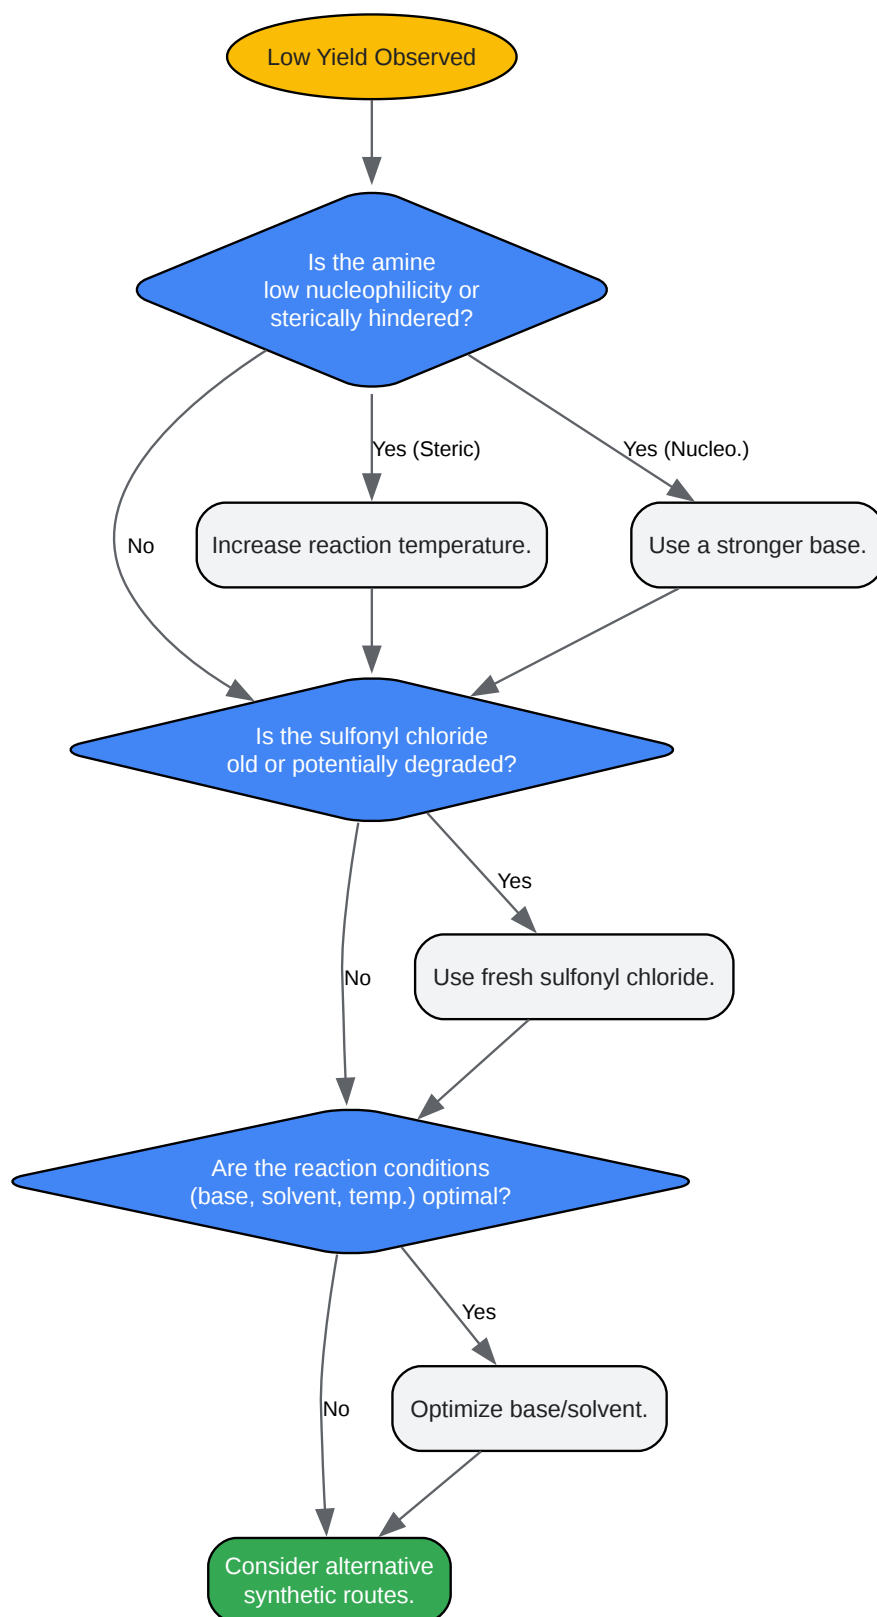 Low Yield Observed
Is the amine
low nucleophilicity or
sterically hindered?
Yes (Steric)
Yes (Nucleo.)
No
Increase reaction temperature.
Use a stronger base.
Is the sulfonyl chloride
old or potentially degraded?
Yes
No
Use fresh sulfonyl chloride.
Are the reaction conditions
(base, solvent, temp.) optimal?
Yes
No
Optimize base/solvent.
Consider alternative
synthetic routes.